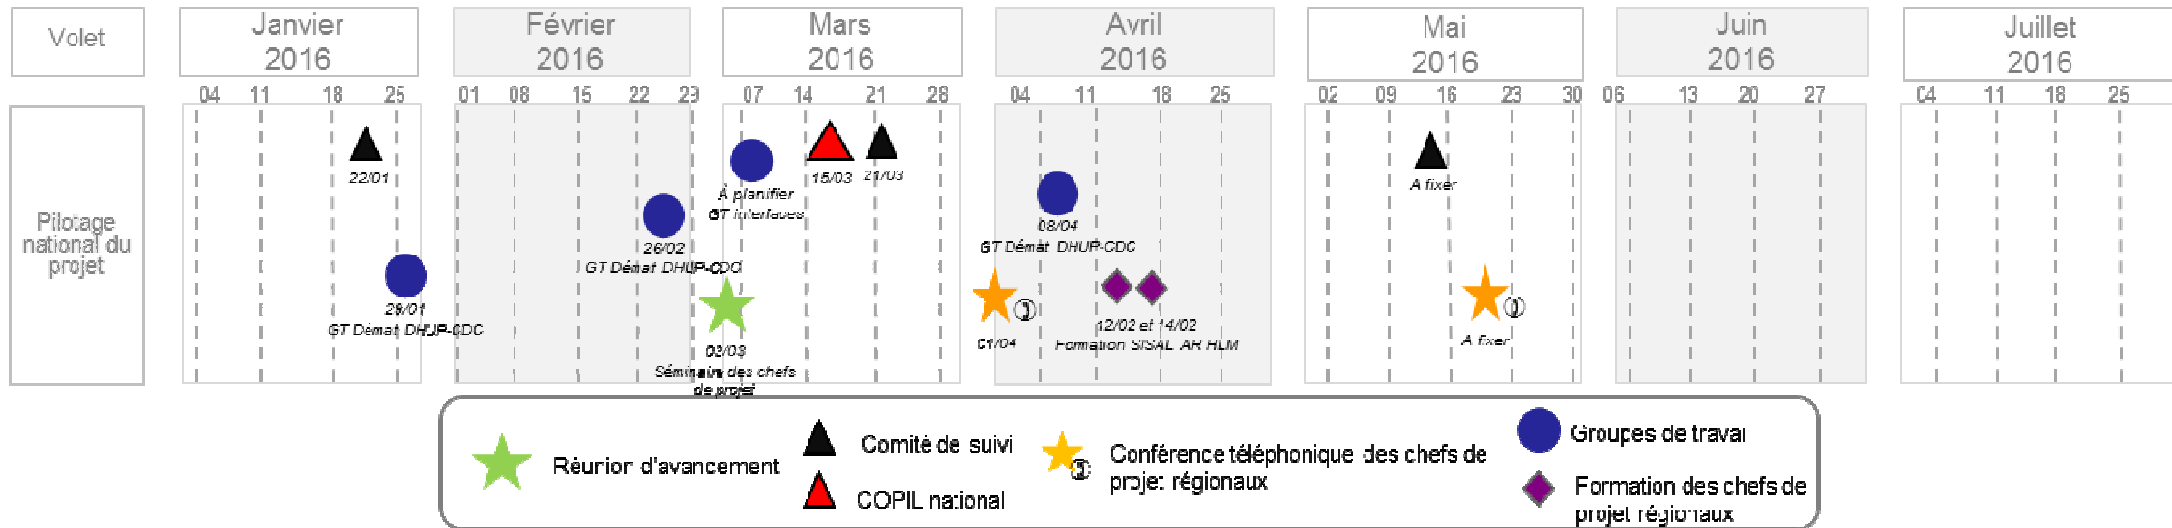 Volet
Janvier
2016
Février
2016
Mars
2016
Avril
2016
Mai
2016
Juin
2016
Juillet
2016
04 11 18 25
01 08 15 22 29
07 14 21 28
04 11 18 25
02 09 16 23 30
06 13 20 27
04 11 18 25
Pilotage
national du
projet
22/01
29/01
GT Démat DHUP-CDC
26/02
GT Démat DHUP-CDC
À planifier
GT interfaces
15/03
21/03
03/03
Séminaire des chefs
de projet
08/04
GT Démat DHUP-CDC
01/04
12/02 et 14/02
Formation SISAL AR HLM
A fixer
A fixer
Réunion d'avancement
Comité de suivi
COPIL national
Conférence téléphonique des chefs de
projet régionaux
Groupes de travail
Formation des chefs de
projet régionaux